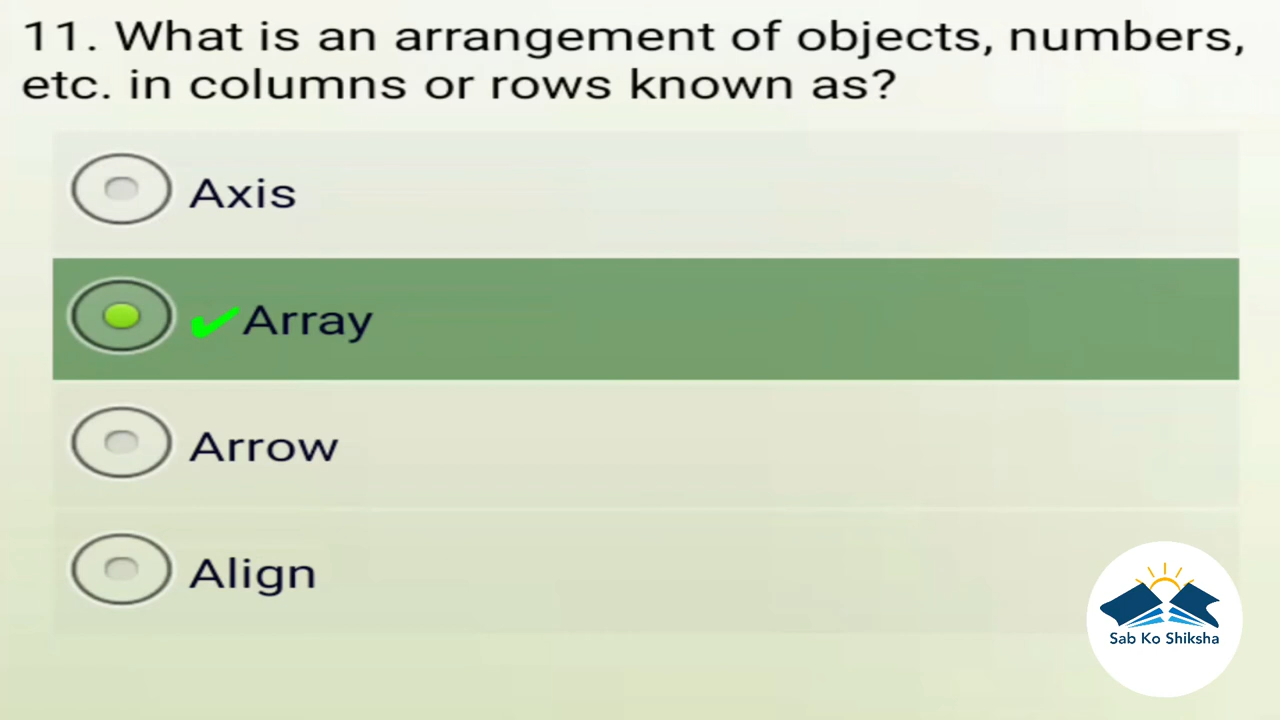 11. What is an arrangement of objects, numbers,
etc. in columns or rows known as?
Axis
✔Array
Arrow
Align
Sab Ko Shiksha